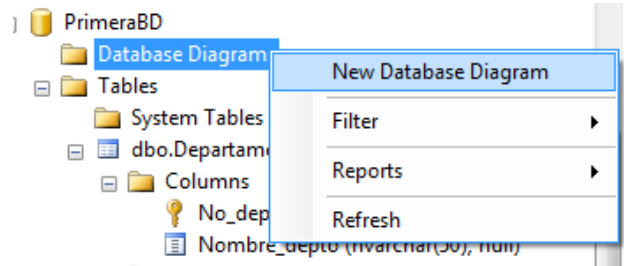 PrimeraBD
Database Diagram
New Database Diagram
Tables
System Tables
Filter
dbo.Departame
Columns
Reports
No_dep
Refresh
Nombre_depto (nvarchar(50), null)